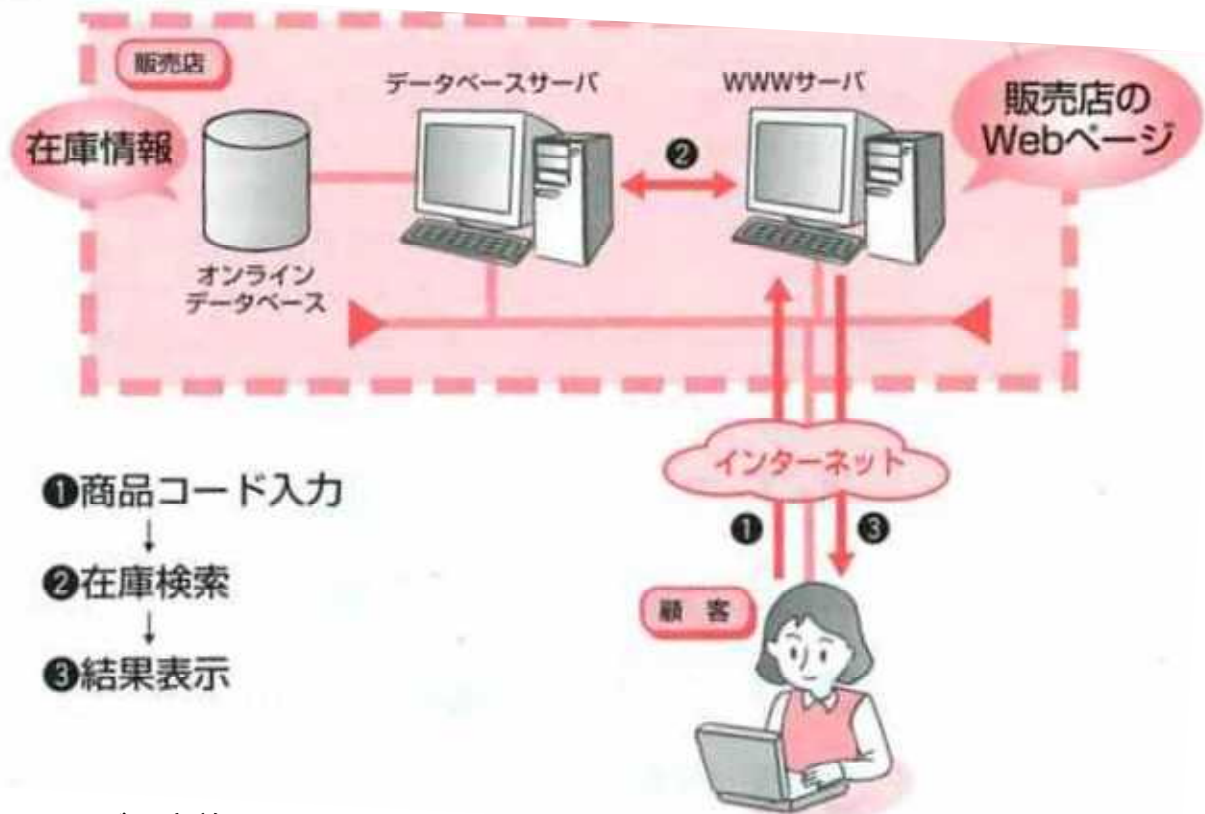 販売店
データベースサーバ
WWWサーバ
販売店の
Webページ
在庫情報
❷
オンライン
データベース
インターネット
❶商品コード入力
↓
❷在庫検索
↓
❸結果表示
❶
❸
顧 客